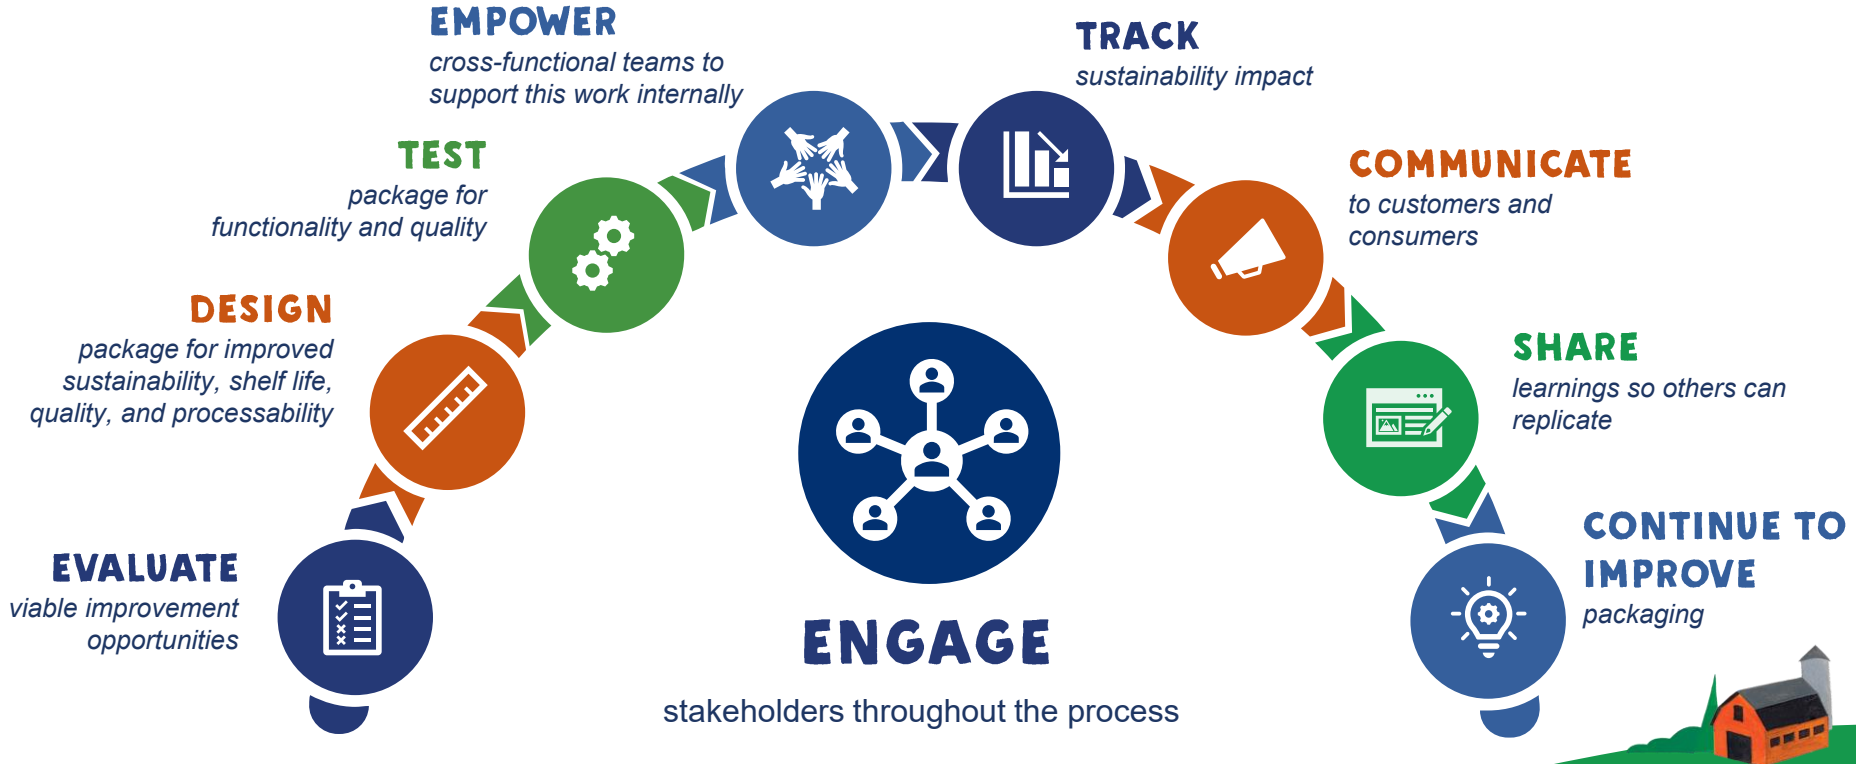 EVALUATE
viable improvement
opportunities
DESIGN
package for improved
sustainability, shelf life,
quality, and processability
TEST
package for
functionality and quality
EMPOWER
cross-functional teams to
support this work internally
TRACK
sustainability impact
COMMUNICATE
to customers and
consumers
SHARE
learnings so others can
replicate
CONTINUE TO
IMPROVE
packaging
ENGAGE
stakeholders throughout the process